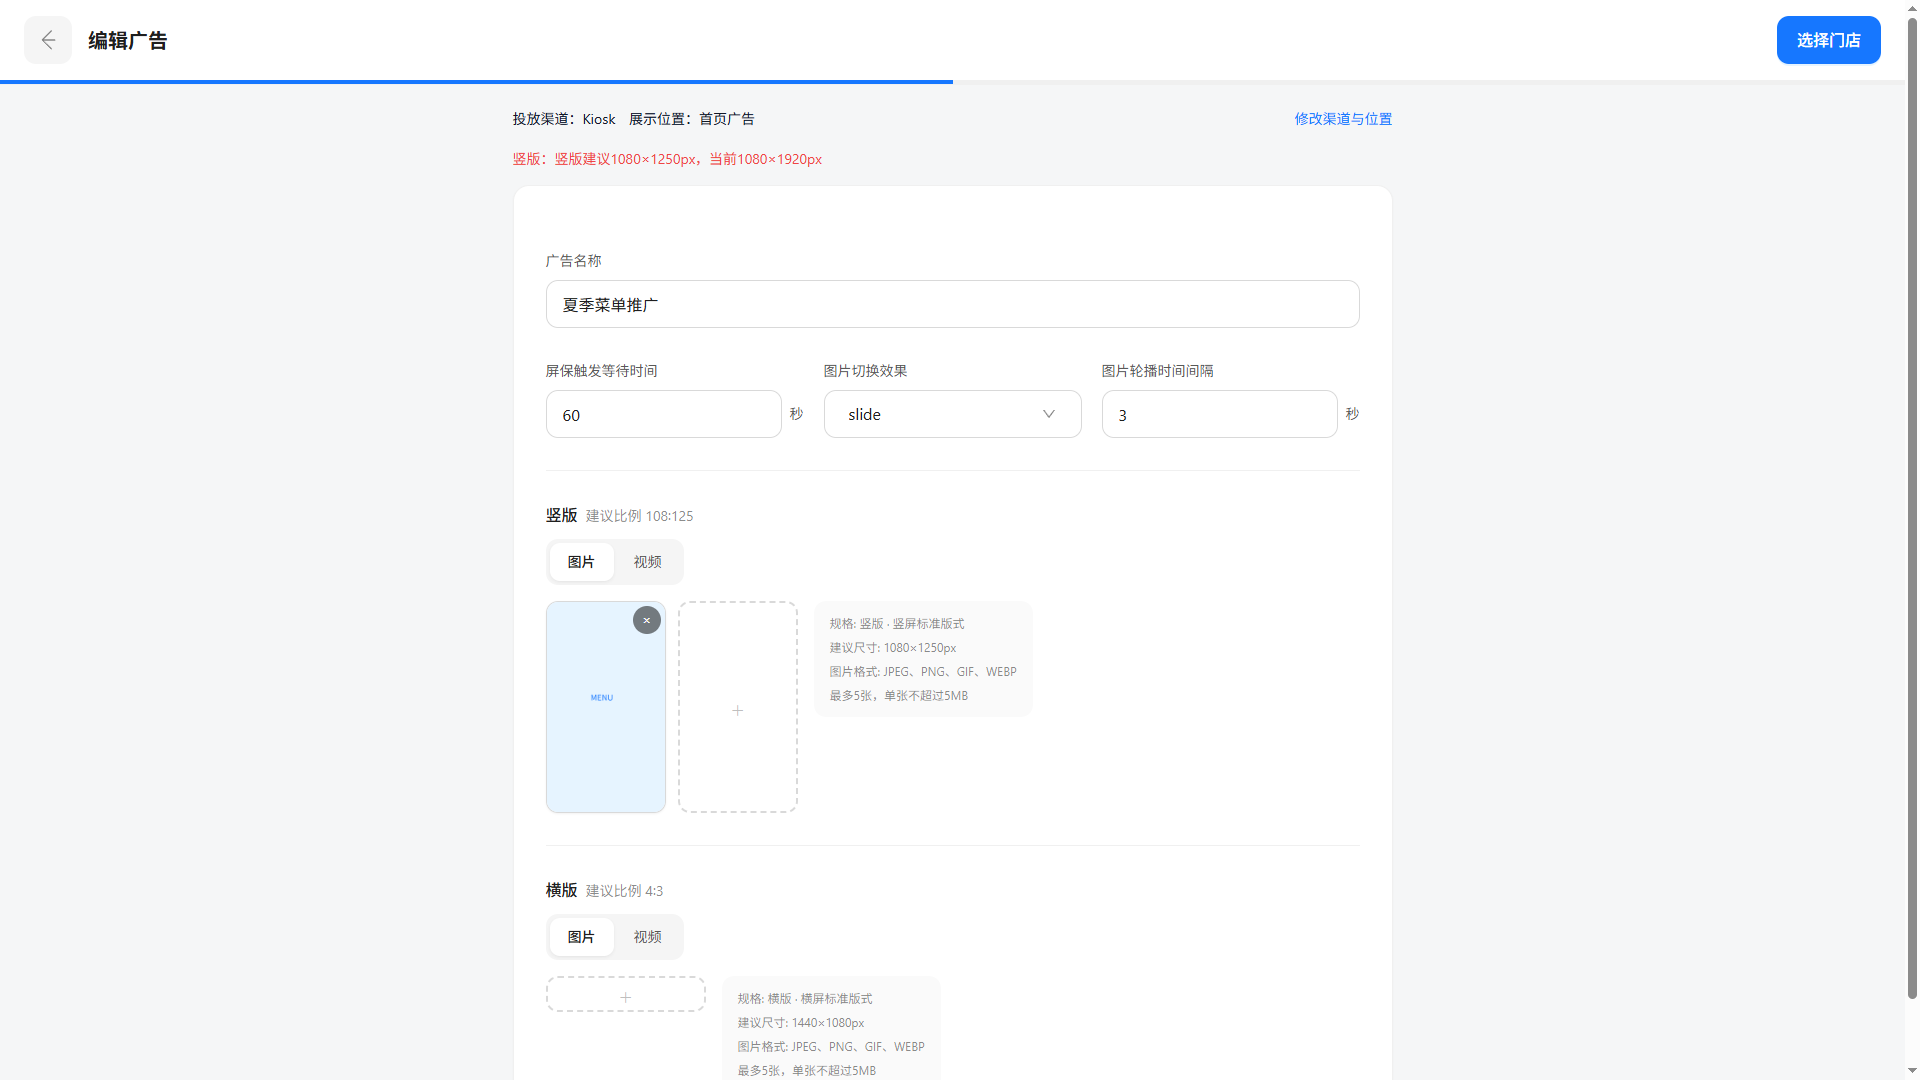 编辑广告
选择门店
投放渠道：Kiosk 展示位置：首页广告
修改渠道与位置
竖版：竖版建议1080×1250px，当前1080×1920px
广告名称
夏季菜单推广
屏保触发等待时间
图片切换效果
图片轮播时间间隔
60 秒
slide
3 秒
竖版 建议比例 108:125
图片 视频
MENU
规格: 竖版 · 竖屏标准版式
建议尺寸: 1080×1250px
图片格式: JPEG、PNG、GIF、WEBP
最多5张，单张不超过5MB
横版 建议比例 4:3
图片 视频
规格: 横版 · 横屏标准版式
建议尺寸: 1440×1080px
图片格式: JPEG、PNG、GIF、WEBP
最多5张，单张不超过5MB